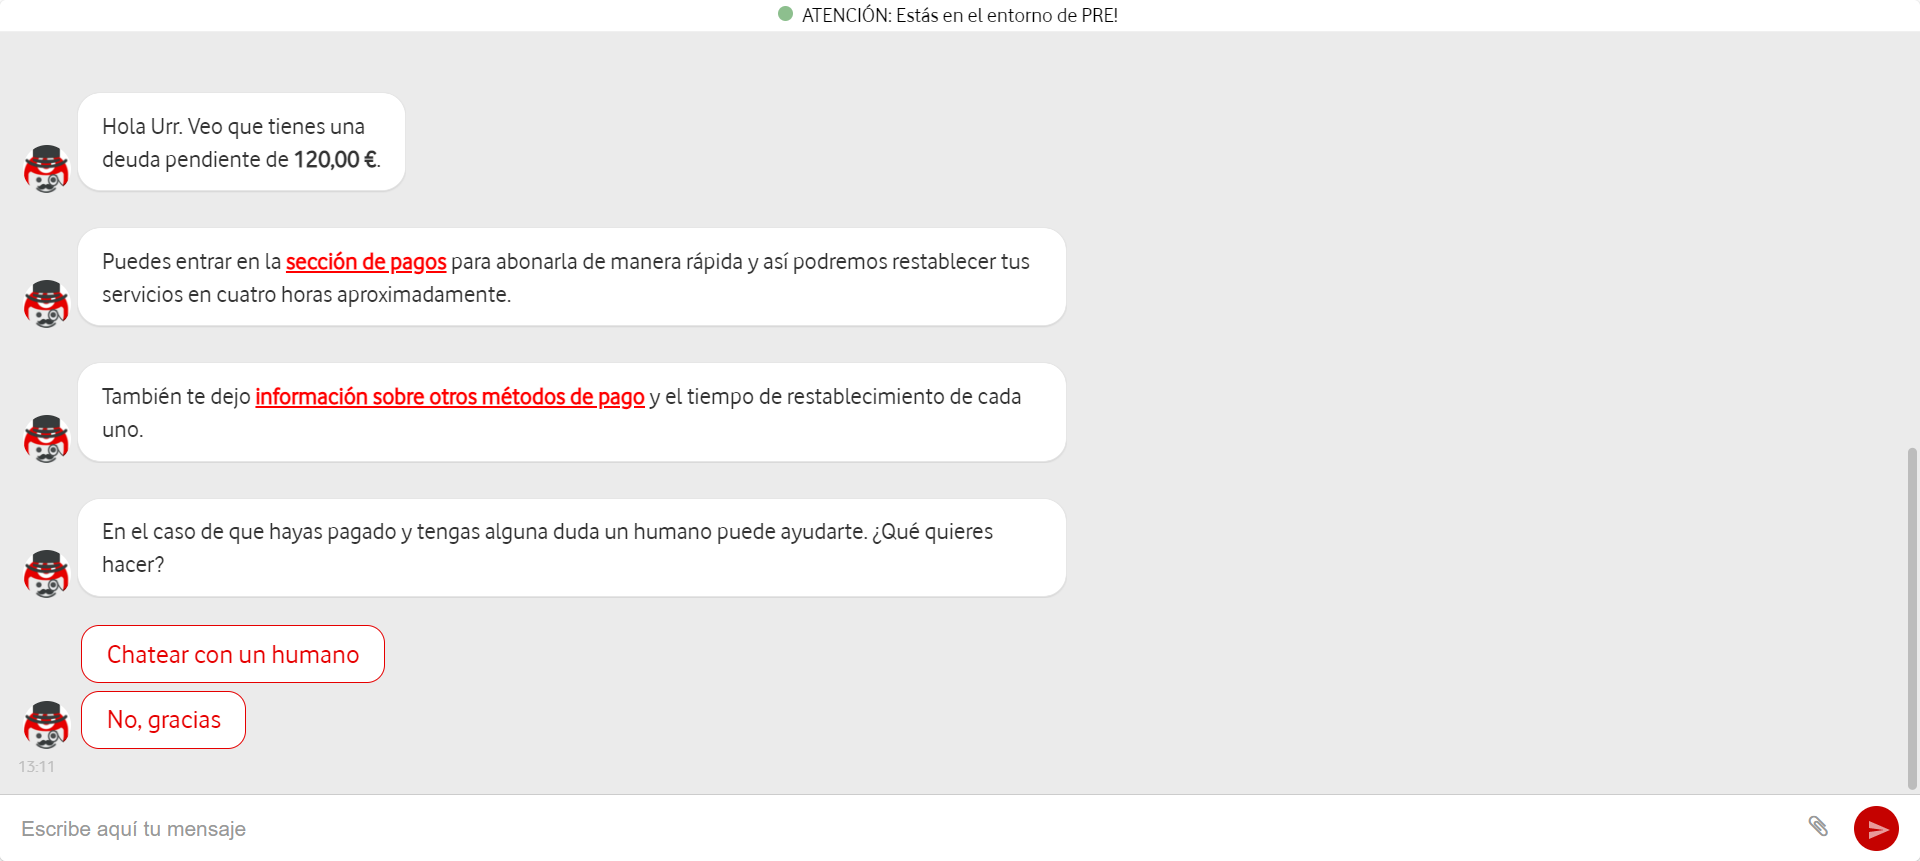 ATENCIÓN: Estás en el entorno de PRE!
Hola Urr. Veo que tienes una
deuda pendiente de 120,00 €.
Puedes entrar en la sección de pagos para abonarla de manera rápida y así podremos restablecer tus
servicios en cuatro horas aproximadamente.
También te dejo información sobre otros métodos de pago y el tiempo de restablecimiento de cada
uno.
En el caso de que hayas pagado y tengas alguna duda un humano puede ayudarte. ¿Qué quieres
hacer?
Chatear con un humano
No, gracias
13:11
Escribe aquí tu mensaje